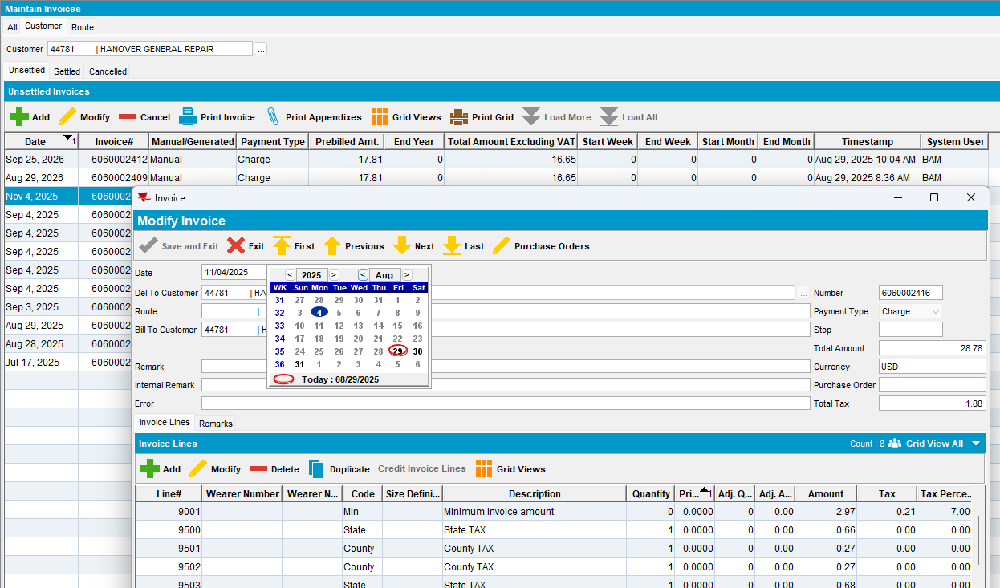 Maintain Invoices
All Customer Route
Customer 44781 | HANOVER GENERAL REPAIR ...
Unsettled Settled Cancelled
Unsettled Invoices
Add Modify Cancel Print Invoice Print Appendixes Grid Views Print Grid Load More Load All
Date 1 Invoice# Manual/Generated Payment Type Prebilled Amt. End Year Total Amount Excluding VAT Start Week End Week Start Month End Month Timestamp System User
Sep 25, 2026 6060002412 Manual Charge 17.81 0 16.65 0 0 0 0 Aug 29, 2025 10:04 AM BAM
Aug 29, 2026 6060002409 Manual Charge 17.81 0 16.65 0 0 0 0 Aug 29, 2025 8:36 AM BAM
Nov 4, 2025 6060002
Sep 4, 2025 6060002
Sep 4, 2025 6060002
Sep 4, 2025 6060002
Sep 4, 2025 6060002
Sep 4, 2025 6060002
Sep 3, 2025 6060002
Aug 29, 2025 6060002
Aug 28, 2025 6060002
Jul 17, 2025 6060002
Invoice
Modify Invoice
Save and Exit Exit First Previous Next Last Purchase Orders
Date 11/04/2025
Del To Customer 44781 | HA ... Number 6060002416
Route | Payment Type Charge
Bill To Customer 44781 | H Stop
Total Amount 28.78
Remark Currency USD
Internal Remark Purchase Order
Error Total Tax 1.88
< 2025 > < Aug >
WK Sun Mon Tue Wed Thu Fri Sat
31 27 28 29 30 31 1 2
32 3 4 5 6 7 8 9
33 10 11 12 13 14 15 16
34 17 18 19 20 21 22 23
35 24 25 26 27 28 29 30
36 31 1 2 3 4 5 6
Today : 08/29/2025
Invoice Lines Remarks
Invoice Lines Count : 8 Grid View All
Add Modify Delete Duplicate Credit Invoice Lines Grid Views
Line# Wearer Number Wearer N... Code Size Defini... Description Quantity Pri... 1 Adj. Q... Adj. A... Amount Tax Tax Perce..
9001 Min Minimum invoice amount 0 0.0000 0 0.00 2.97 0.21 7.00
9500 State State TAX 1 0.0000 0 0.00 0.66 0.00 0.00
9501 County County TAX 1 0.0000 0 0.00 0.27 0.00 0.00
9502 County County TAX 1 0.0000 0 0.00 0.27 0.00 0.00
9503 State State TAX 1 0.0000 0 0.00 0.68 0.00 0.00